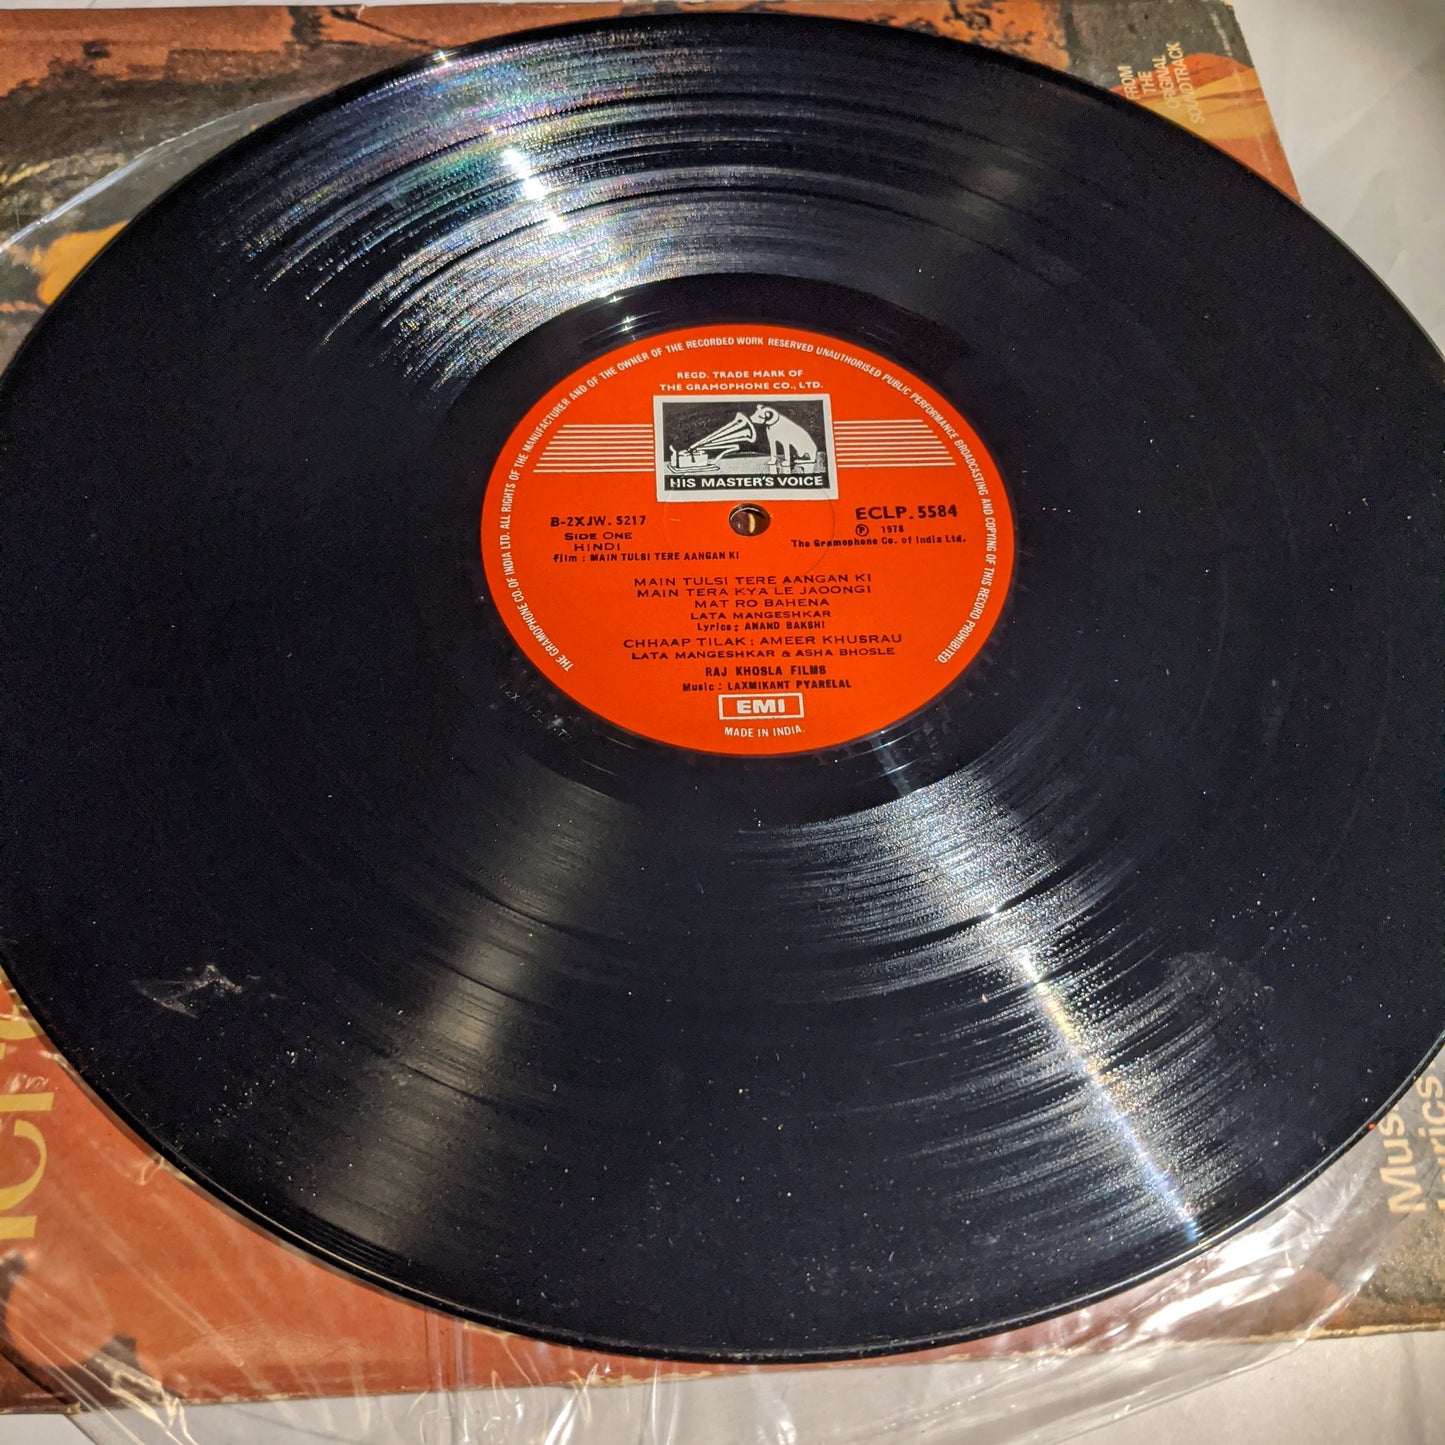 FROM
THE
ORIGINAL
SOUNDTRACK
THE GRAMOPHONE CO. OF INDIA LTD. ALL RIGHTS OF THE MANUFACTURER AND OF THE OWNER OF THE RECORDED WORK RESERVED UNAUTHORISED PUBLIC PERFORMANCE BROADCASTING AND COPYING OF THIS RECORD PROHIBITED.
REGD. TRADE MARK OF
THE GRAMOPHONE CO., LTD.
HIS MASTER'S VOICE
B-2XJW. 5217
SIDE ONE
HINDI
Film : MAIN TULSI TERE AANGAN KI
ECLP. 5584
Ⓟ 1978
The Gramophone Co. of India Ltd.
MAIN TULSI TERE AANGAN KI
MAIN TERA KYA LE JAOONGI
MAT RO BAHENA
LATA MANGESHKAR
Lyrics ; ANAND BAKSHI
CHHAAP TILAK : AMEER KHUSRAU
LATA MANGESHKAR & ASHA BHOSLE
RAJ KHOSLA FILMS
Music : LAXMIKANT PYARELAL
EMI
MADE IN INDIA.